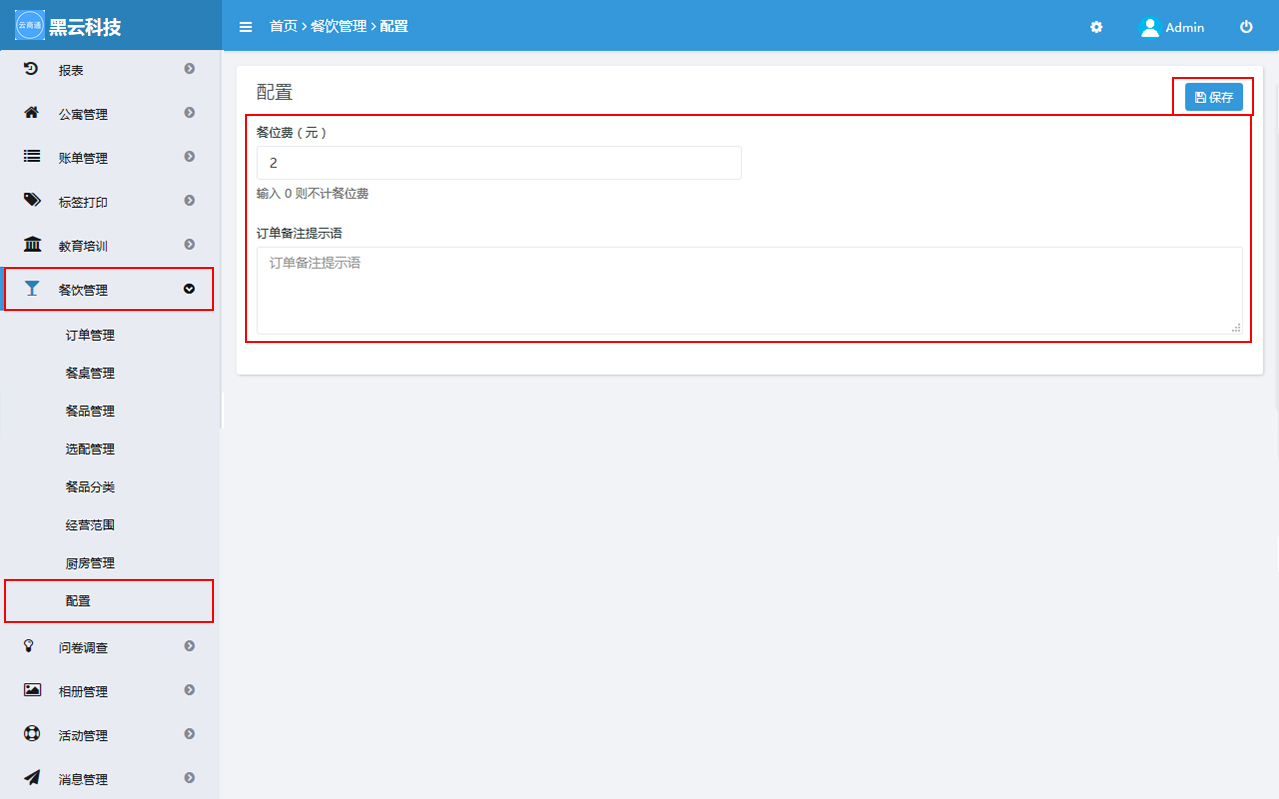 云商通
黑云科技
首页 > 餐饮管理 > 配置
Admin
报表
公寓管理
账单管理
标签打印
教育培训
餐饮管理
订单管理
餐桌管理
餐品管理
选配管理
餐品分类
经营范围
厨房管理
配置
问卷调查
相册管理
活动管理
消息管理
配置
保存
餐位费 ( 元 )
2
输入 0 则不计餐位费
订单备注提示语
订单备注提示语